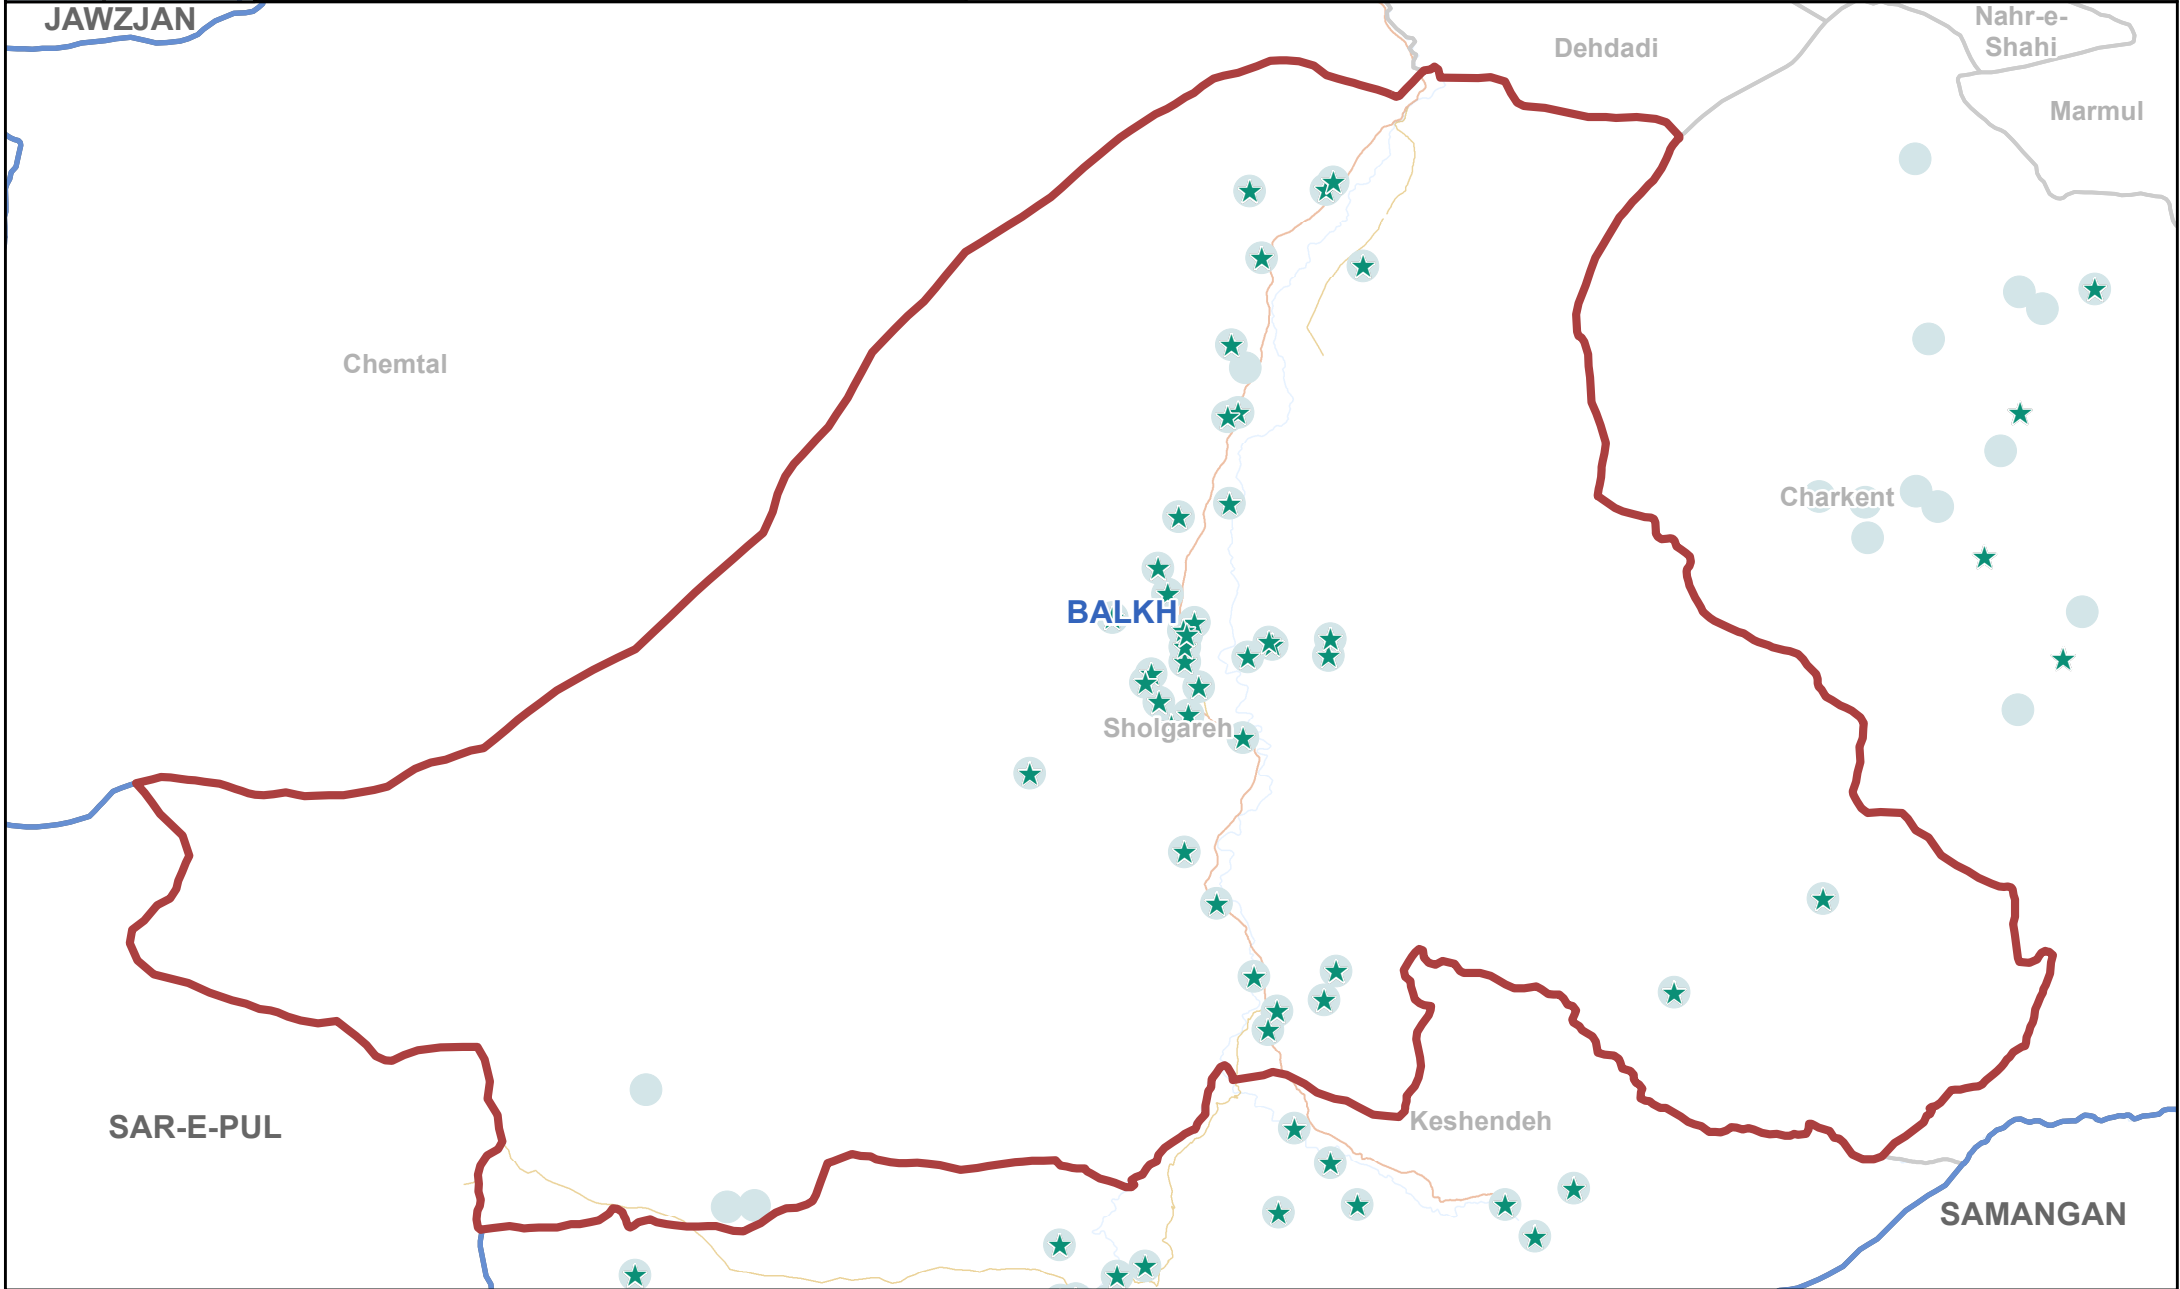 JAWZJAN
Nahr-e-
Shahi
Dehdadi
Marmul
Chemtal
Charkent
BALKH
Sholgareh
Keshendeh
SAR-E-PUL
SAMANGAN